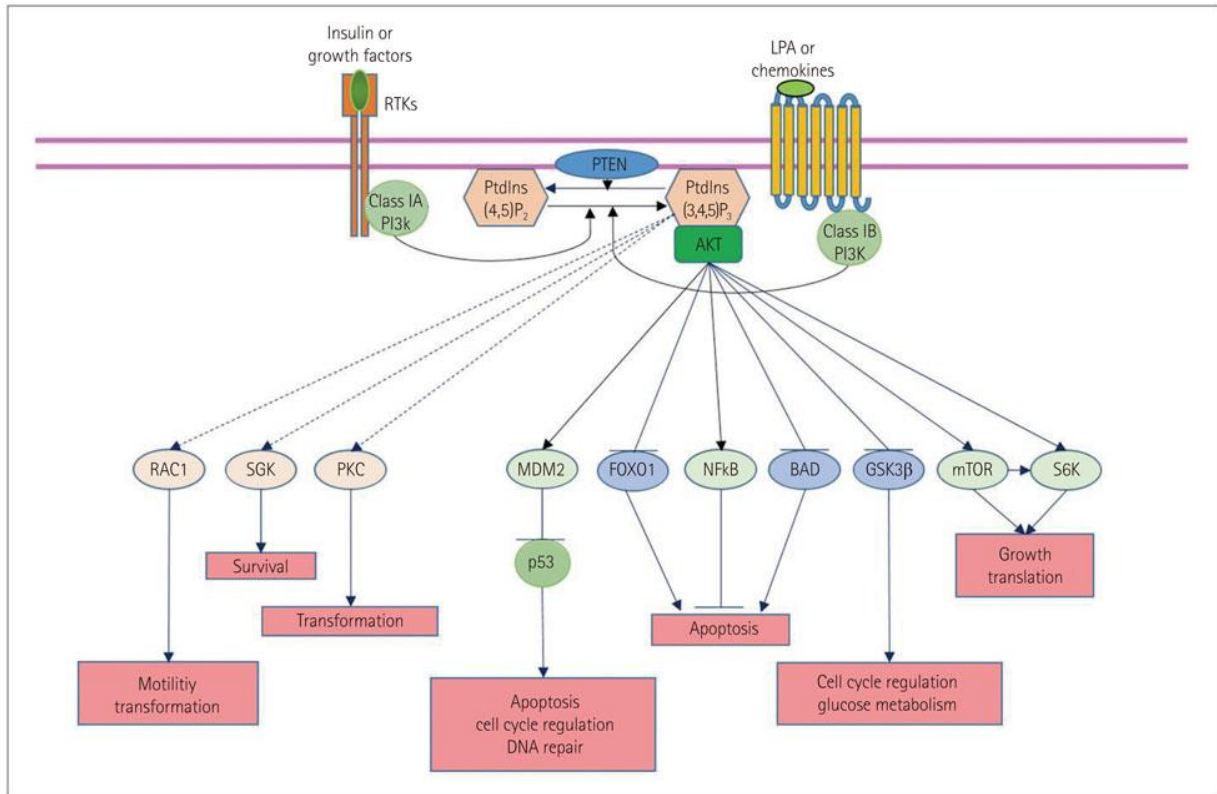 Insulin or
growth factors
RTKs
LPA or
chemokines
PTEN
PtdIns
(4,5)P2
PtdIns
(3,4,5)P3
Class IA
PI3k
Class IB
PI3K
AKT
RAC1
SGK
PKC
MDM2
FOXO1
NFkB
BAD
GSK3β
mTOR
S6K
Survival
p53
Growth
translation
Transformation
Apoptosis
Motilitiy
transformation
Apoptosis
cell cycle regulation
DNA repair
Cell cycle regulation
glucose metabolism